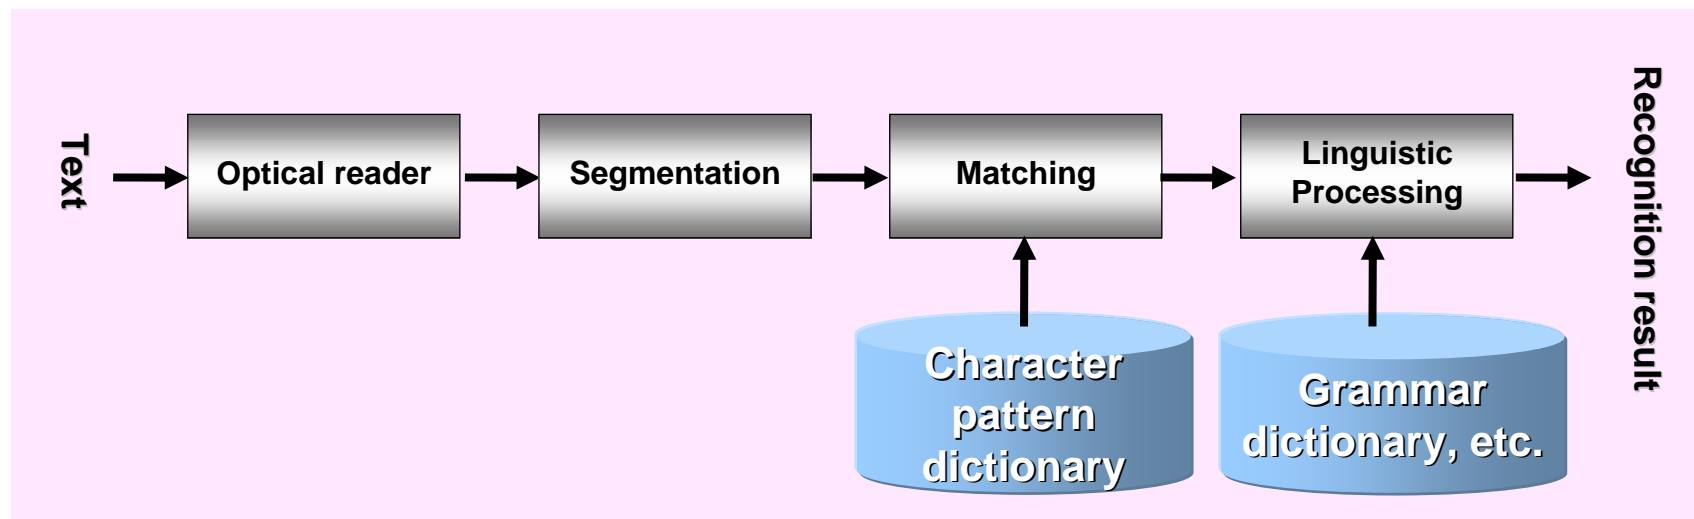 Text
Optical reader
Segmentation
Matching
Linguistic
Processing
Recognition result
Character
pattern
dictionary
Grammar
dictionary, etc.